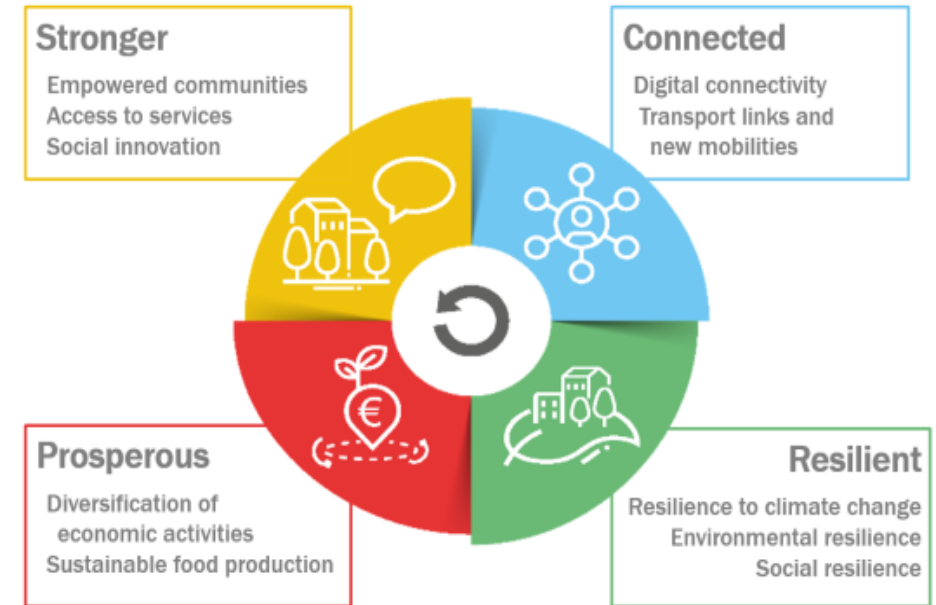 Stronger
Empowered communities
Access to services
Social innovation
Connected
Digital connectivity
Transport links and
new mobilities
€
Prosperous
Diversification of
economic activities
Sustainable food production
Resilient
Resilience to climate change
Environmental resilience
Social resilience